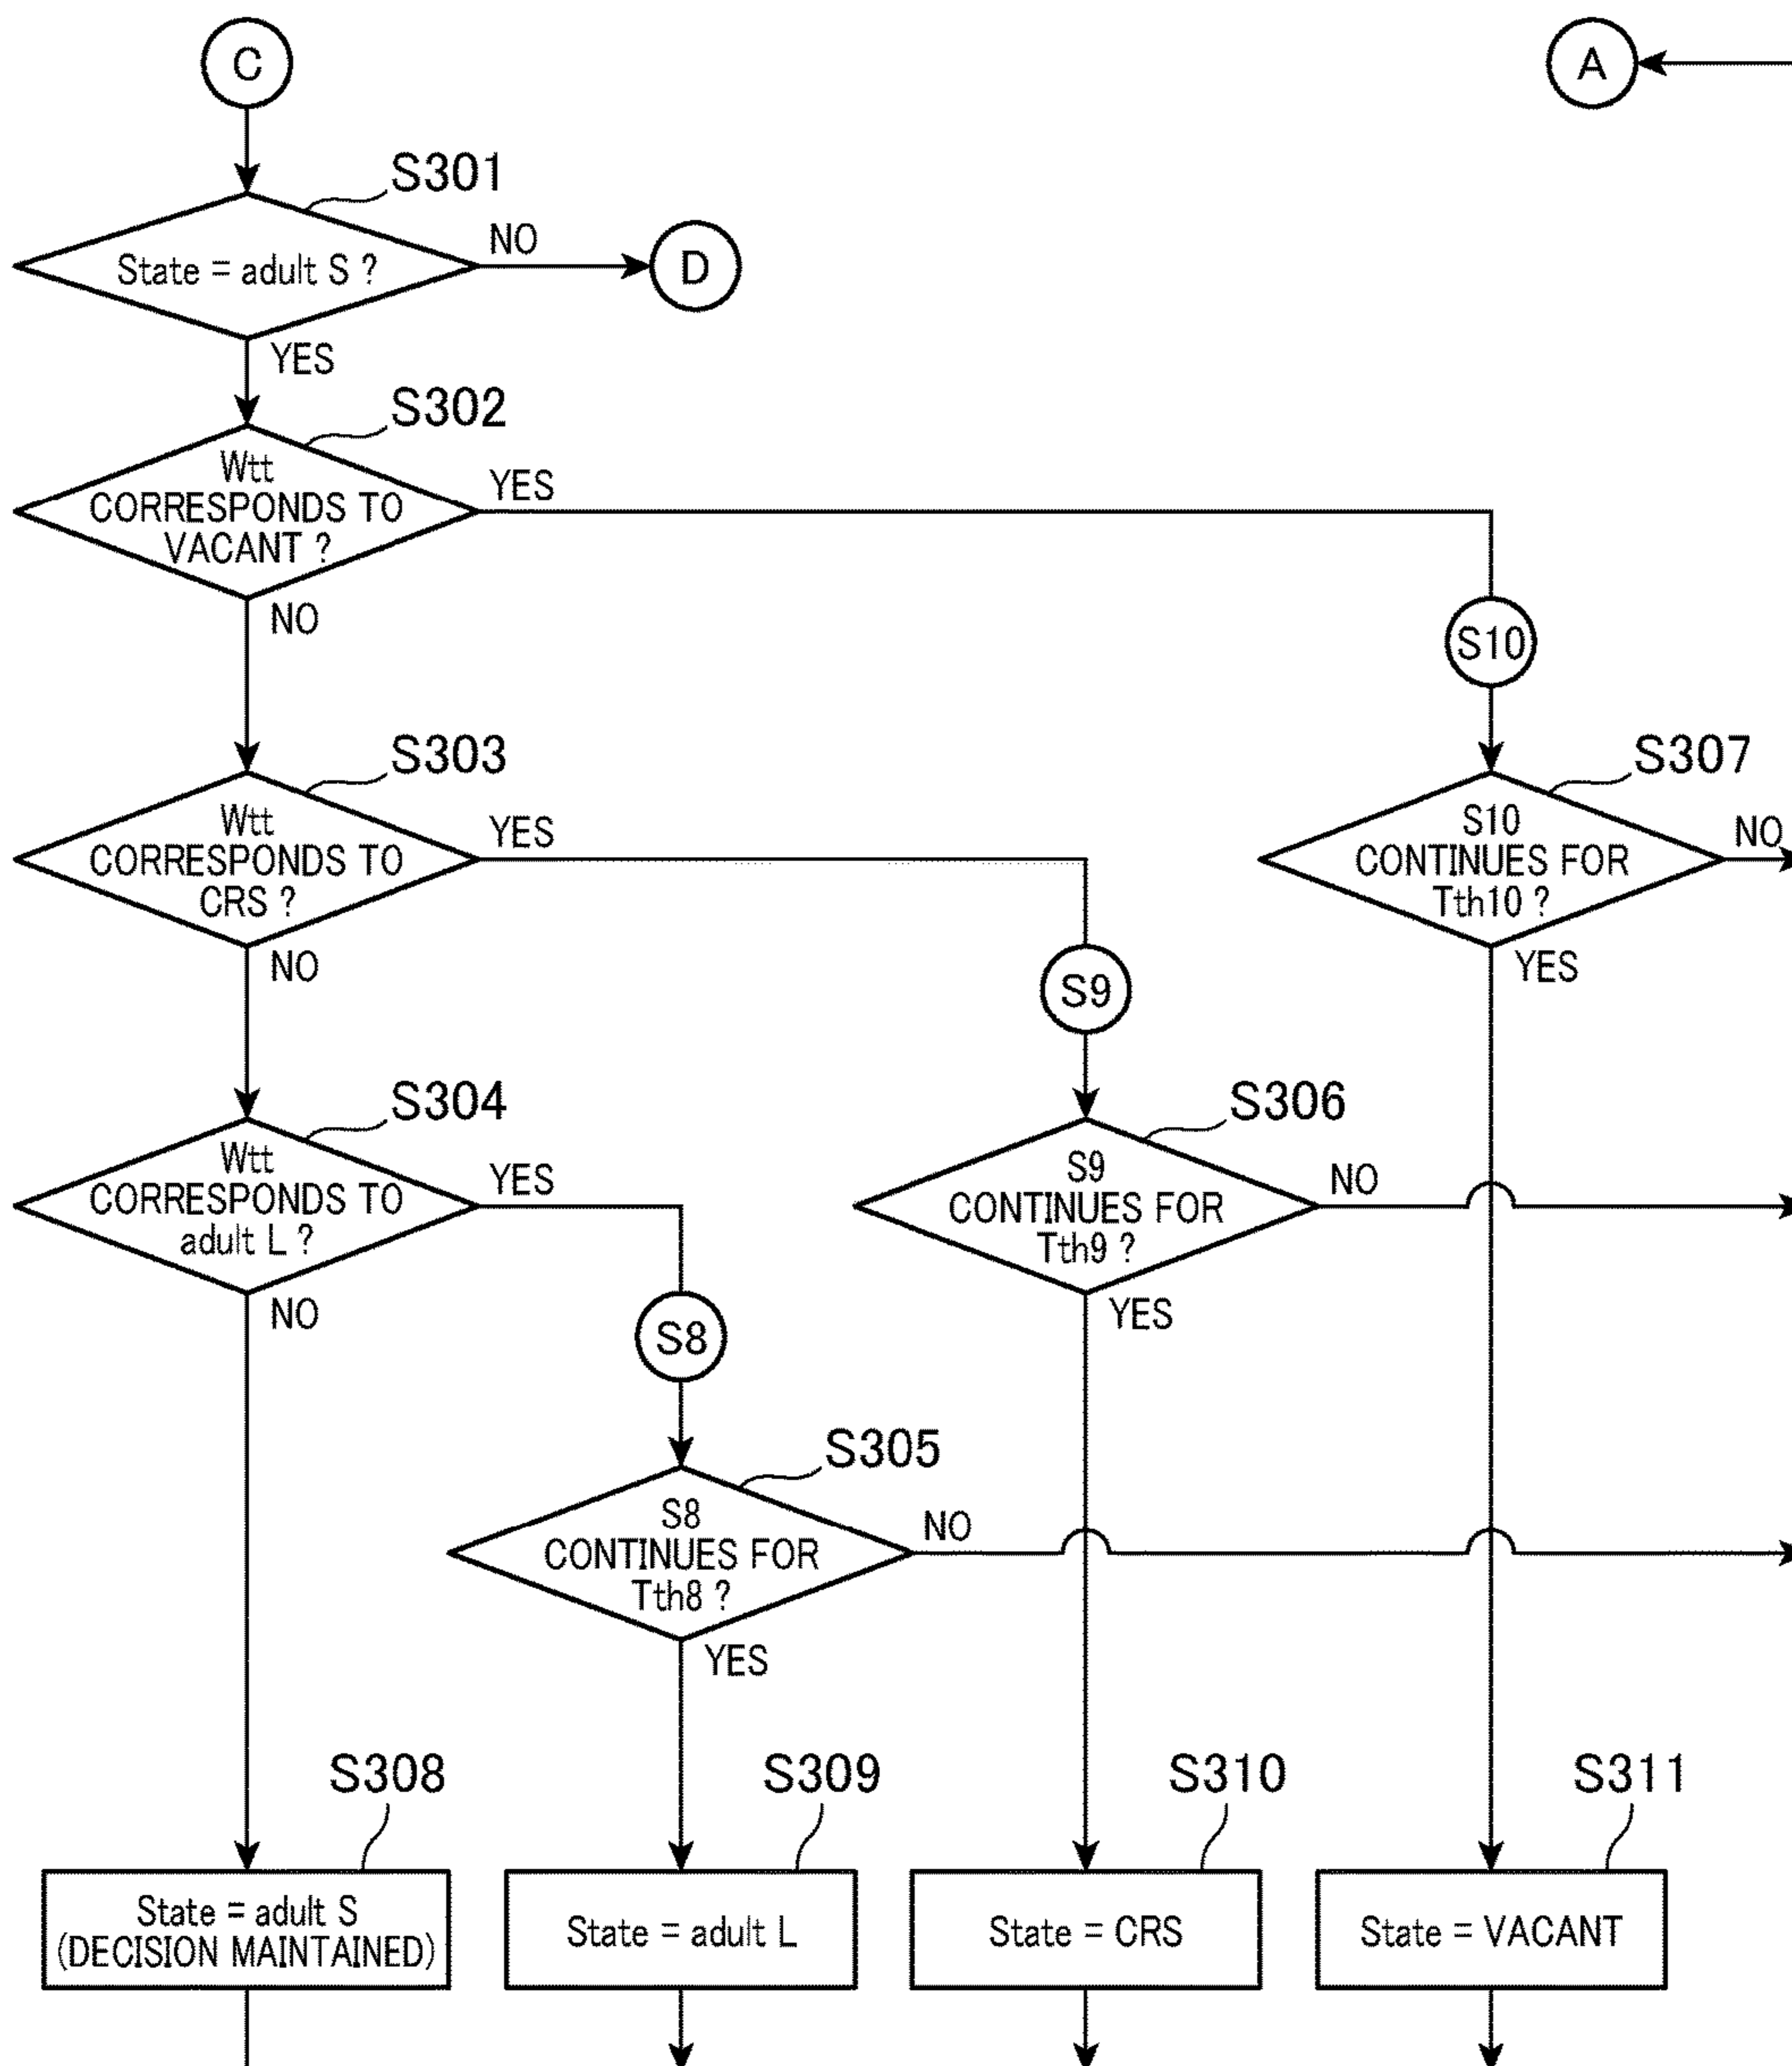 C
A
S301
State = adult S ?
NO
D
YES
S302
Wtt
CORRESPONDS TO
VACANT ?
YES
NO
S10
S303
Wtt
CORRESPONDS TO
CRS ?
YES
NO
S307
S10
CONTINUES FOR
Tth10 ?
NO
YES
S9
S304
Wtt
CORRESPONDS TO
adult L ?
YES
NO
S306
S9
CONTINUES FOR
Tth9 ?
NO
YES
S8
S305
S8
CONTINUES FOR
Tth8 ?
NO
YES
S308
State = adult S
(DECISION MAINTAINED)
S309
State = adult L
S310
State = CRS
S311
State = VACANT